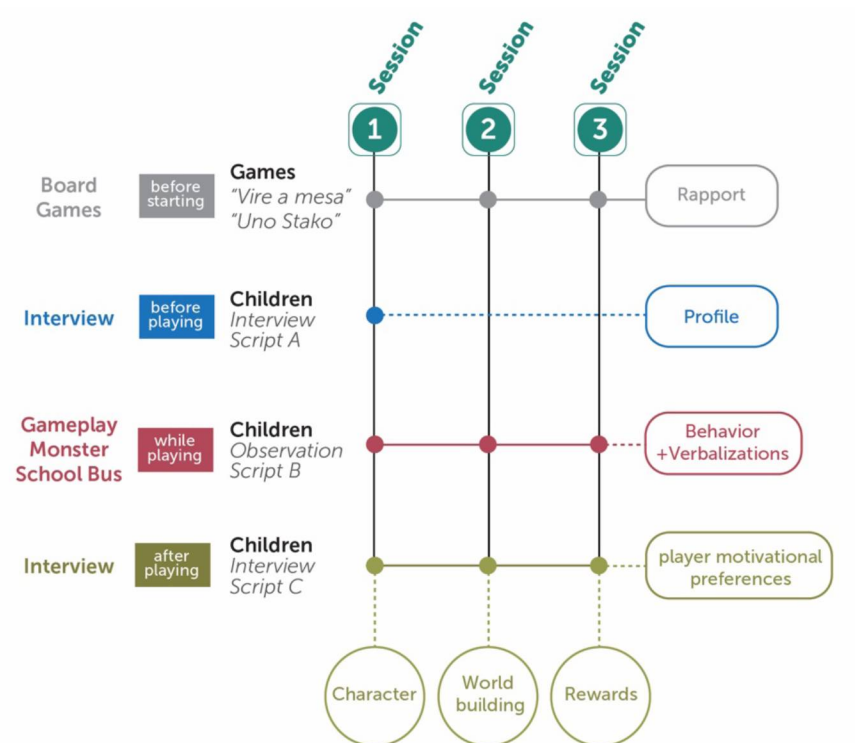 Session
Session
Session
1
2
3
Board
Games
before
starting
Games
“Vire a mesa”
“Uno Stako”
Rapport
Interview
before
playing
Children
Interview
Script A
Profile
Gameplay
Monster
School Bus
while
playing
Children
Observation
Script B
Behavior
+Verbalizations
Interview
after
playing
Children
Interview
Script C
player motivational
preferences
Character
World
building
Rewards